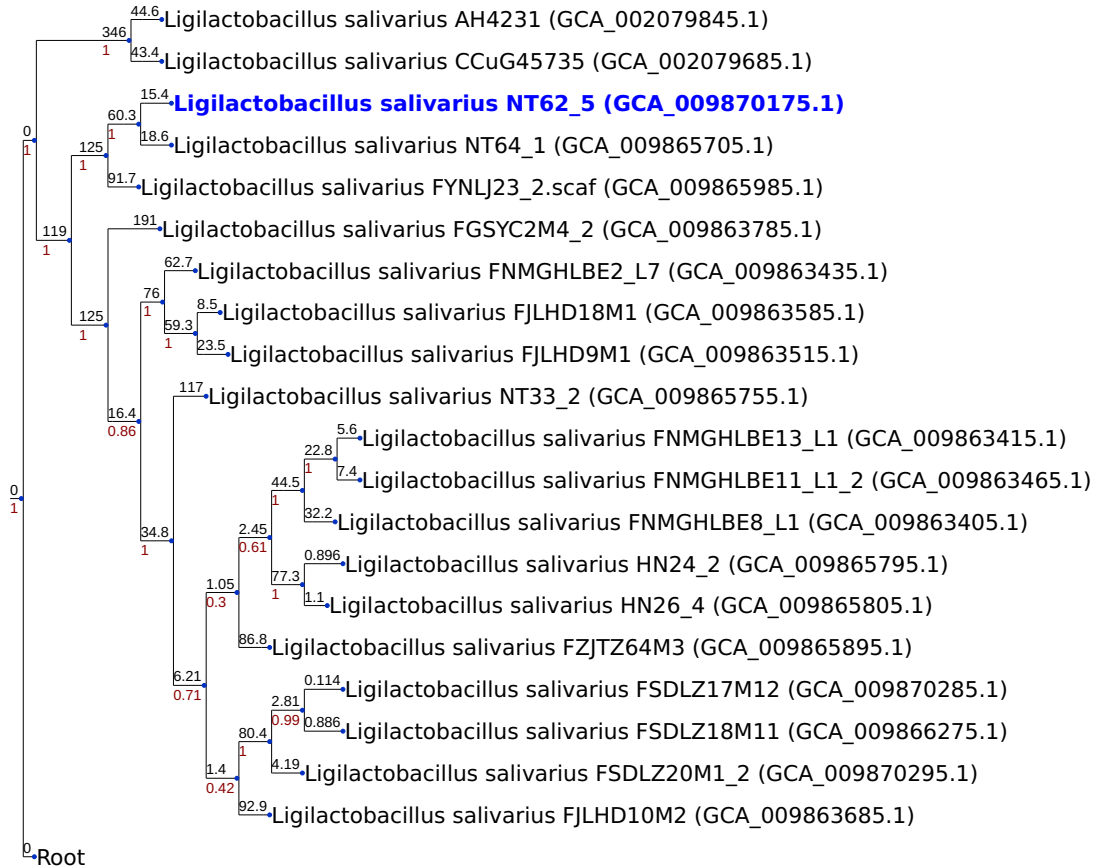 44.6 Ligilactobacillus salivarius AH4231 (GCA_002079845.1)
346
1
43.4 Ligilactobacillus salivarius CCuG45735 (GCA_002079685.1)
15.4 Ligilactobacillus salivarius NT62_5 (GCA_009870175.1)
60.3
1
0
1
18.6 Ligilactobacillus salivarius NT64_1 (GCA_009865705.1)
125
1
91.7 Ligilactobacillus salivarius FYNLJ23_2.scaf (GCA_009865985.1)
191 Ligilactobacillus salivarius FGSYC2M4_2 (GCA_009863785.1)
119
1
62.7 Ligilactobacillus salivarius FNMGHLBE2_L7 (GCA_009863435.1)
76
1
8.5 Ligilactobacillus salivarius FJLHD18M1 (GCA_009863585.1)
125
1
59.3
1
23.5 Ligilactobacillus salivarius FJLHD9M1 (GCA_009863515.1)
117 Ligilactobacillus salivarius NT33_2 (GCA_009865755.1)
16.4
0.86
5.6 Ligilactobacillus salivarius FNMGHLBE13_L1 (GCA_009863415.1)
22.8
1
7.4 Ligilactobacillus salivarius FNMGHLBE11_L1_2 (GCA_009863465.1)
44.5
1
0
1
32.2 Ligilactobacillus salivarius FNMGHLBE8_L1 (GCA_009863405.1)
34.8
1
2.45
0.61
0.896 Ligilactobacillus salivarius HN24_2 (GCA_009865795.1)
77.3
1
1.1 Ligilactobacillus salivarius HN26_4 (GCA_009865805.1)
1.05
0.3
86.8 Ligilactobacillus salivarius FZJTZ64M3 (GCA_009865895.1)
6.21
0.71
0.114 Ligilactobacillus salivarius FSDLZ17M12 (GCA_009870285.1)
2.81
0.99
0.886 Ligilactobacillus salivarius FSDLZ18M11 (GCA_009866275.1)
80.4
1
4.19 Ligilactobacillus salivarius FSDLZ20M1_2 (GCA_009870295.1)
1.4
0.42
92.9 Ligilactobacillus salivarius FJLHD10M2 (GCA_009863685.1)
0 Root